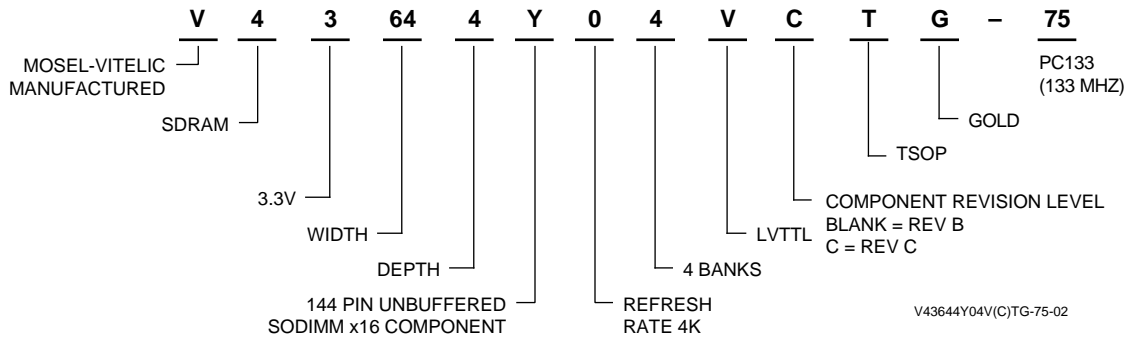 V 4 3 64 4 Y 0 4 V C T G – 75
MOSEL-VITELIC
MANUFACTURED
PC133
(133 MHZ)
SDRAM
GOLD
TSOP
3.3V
COMPONENT REVISION LEVEL
BLANK = REV B
C = REV C
WIDTH
LVTTL
DEPTH
4 BANKS
144 PIN UNBUFFERED
SODIMM x16 COMPONENT
REFRESH
RATE 4K
V43644Y04V(C)TG-75-02